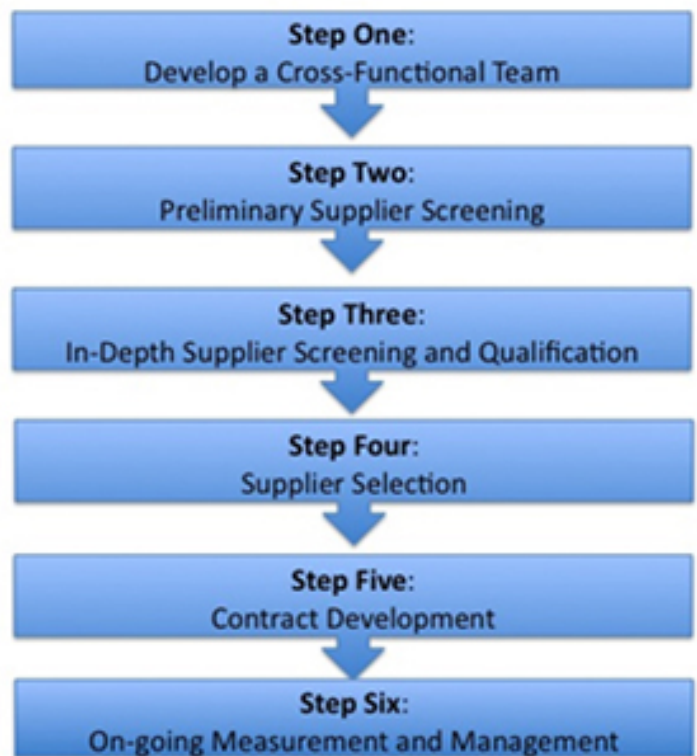 Step One:
Develop a Cross-Functional Team
Step Two:
Preliminary Supplier Screening
Step Three:
In-Depth Supplier Screening and Qualification
Step Four:
Supplier Selection
Step Five:
Contract Development
Step Six:
On-going Measurement and Management